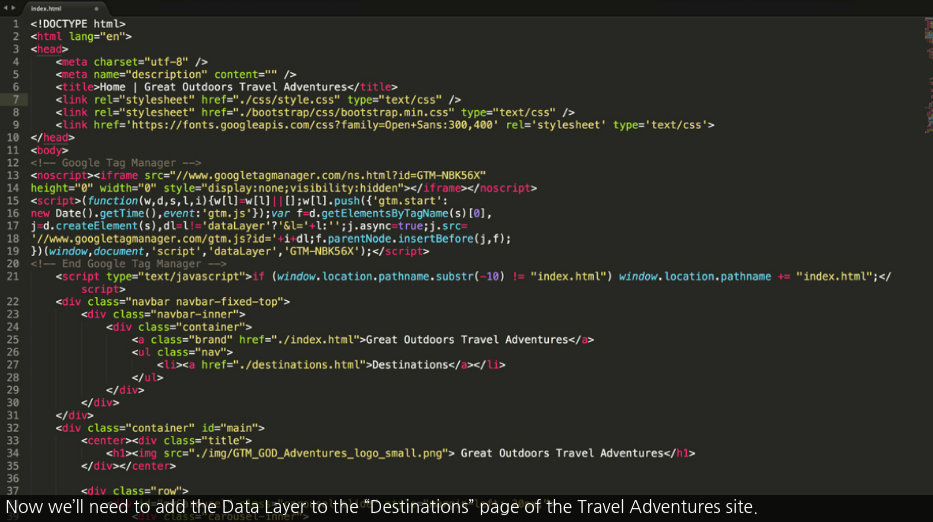 index.html
1 <!DOCTYPE html>
2 <html lang="en">
3 <head>
4 <meta charset="utf-8" />
5 <meta name="description" content="" />
6 <title>Home | Great Outdoors Travel Adventures</title>
7 <link rel="stylesheet" href="./css/style.css" type="text/css" />
8 <link rel="stylesheet" href="./bootstrap/css/bootstrap.min.css" type="text/css" />
9 <link href='https://fonts.googleapis.com/css?family=Open+Sans:300,400' rel='stylesheet' type='text/css'>
10 </head>
11 <body>
12 <!-- Google Tag Manager -->
13 <noscript><iframe src="//www.googletagmanager.com/ns.html?id=GTM-NBK56X"
14 height="0" width="0" style="display:none;visibility:hidden"></iframe></noscript>
15 <script>(function(w,d,s,l,i){w[l]=w[l]||[];w[l].push({'gtm.start':
16 new Date().getTime(),event:'gtm.js'});var f=d.getElementsByTagName(s)[0],
17 j=d.createElement(s),dl=l!='dataLayer'?'&l='+l:'';j.async=true;j.src=
18 '//www.googletagmanager.com/gtm.js?id='+i+dl;f.parentNode.insertBefore(j,f);
19 })(window,document,'script','dataLayer','GTM-NBK56X');</script>
20 <!-- End Google Tag Manager -->
21 <script type="text/javascript">if (window.location.pathname.substr(-10) != "index.html") window.location.pathname += "index.html";</
script>
22 <div class="navbar navbar-fixed-top">
23 <div class="navbar-inner">
24 <div class="container">
25 <a class="brand" href="./index.html">Great Outdoors Travel Adventures</a>
26 <ul class="nav">
27 <li><a href="./destinations.html">Destinations</a></li>
28 </ul>
29 </div>
30 </div>
31 </div>
32 <div class="container" id="main">
33 <center><div class="title">
34 <h1><img src="./img/GTM_GOD_Adventures_logo_small.png"> Great Outdoors Travel Adventures</h1>
35 </div></center>
36
37 <div class="row">
Now we'll need to add the Data Layer to the “Destinations” page of the Travel Adventures site.
39 <div class="carousel-inner">